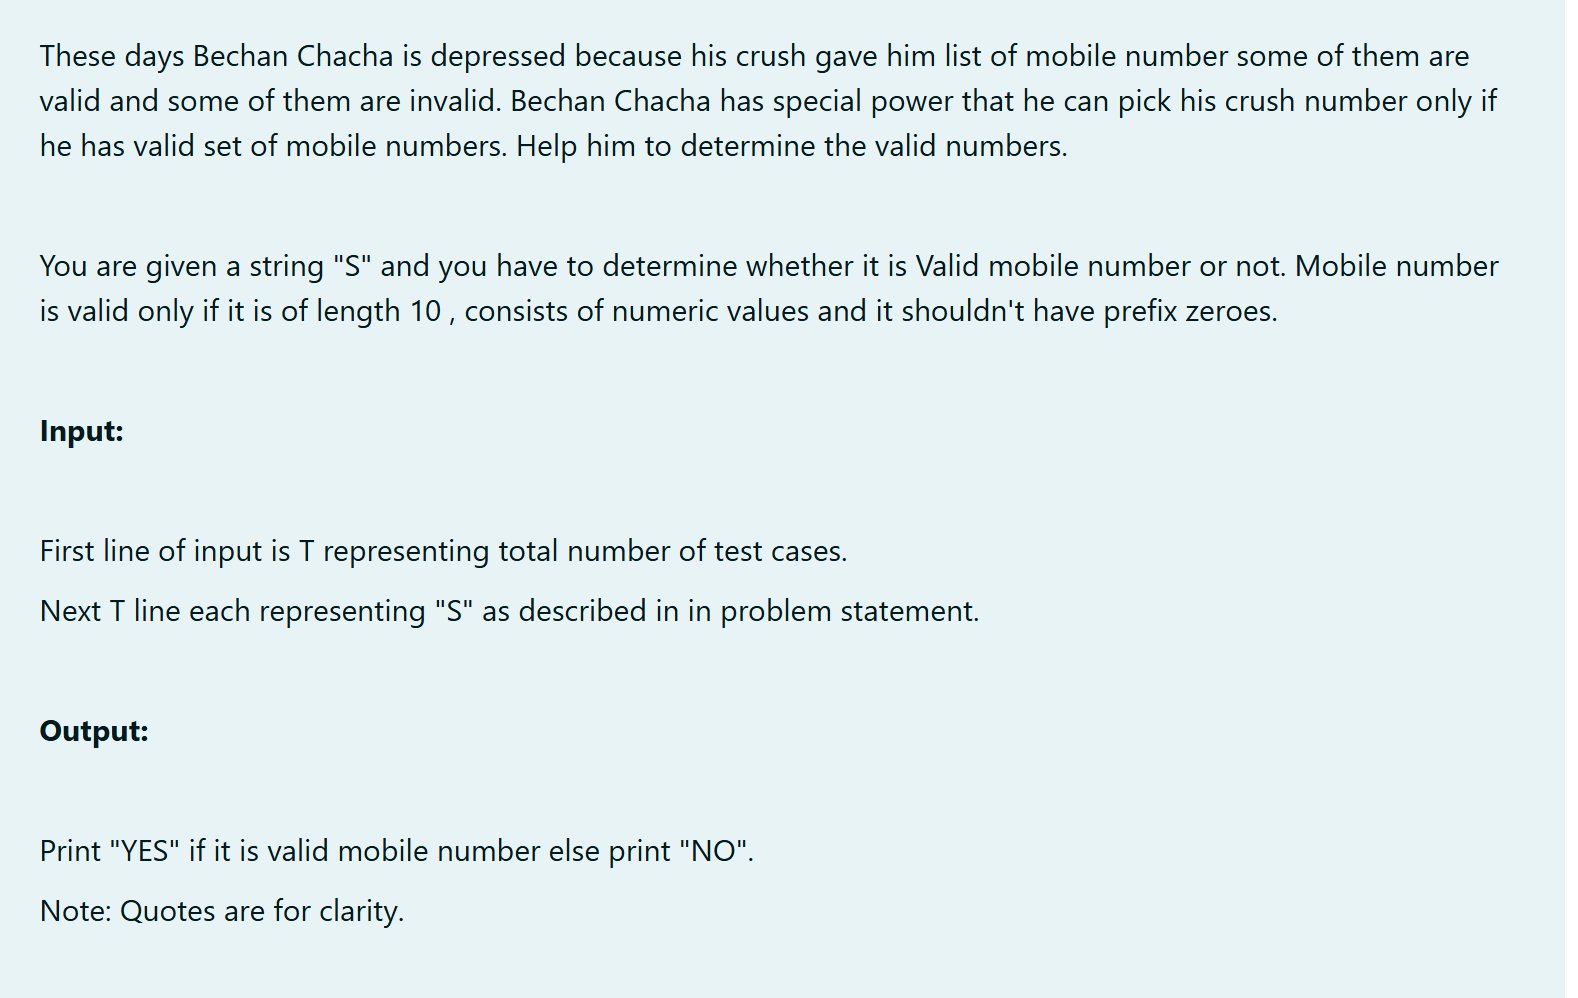 These days Bechan Chacha is depressed because his crush gave him list of mobile number some of them are
valid and some of them are invalid. Bechan Chacha has special power that he can pick his crush number only if
he has valid set of mobile numbers. Help him to determine the valid numbers.
You are given a string "S" and you have to determine whether it is Valid mobile number or not. Mobile number
is valid only if it is of length 10 , consists of numeric values and it shouldn't have prefix zeroes.
Input:
First line of input is T representing total number of test cases.
Next T line each representing "S" as described in in problem statement.
Output:
Print "YES" if it is valid mobile number else print "NO".
Note: Quotes are for clarity.